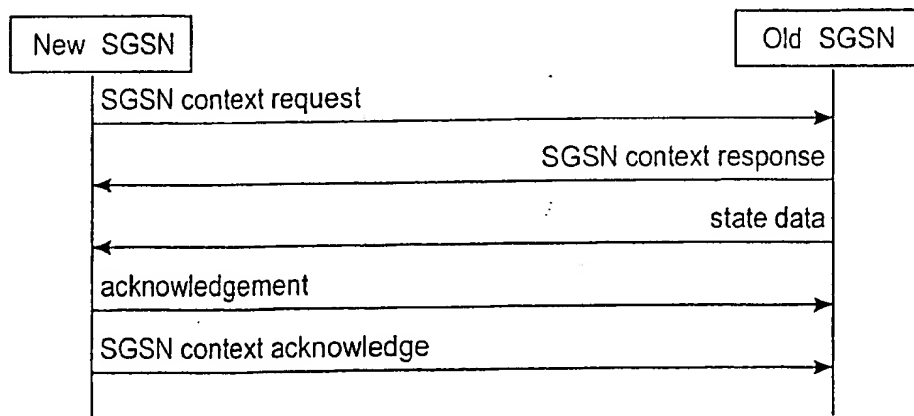 New SGSN
Old SGSN
SGSN context request
SGSN context response
state data
acknowledgement
SGSN context acknowledge